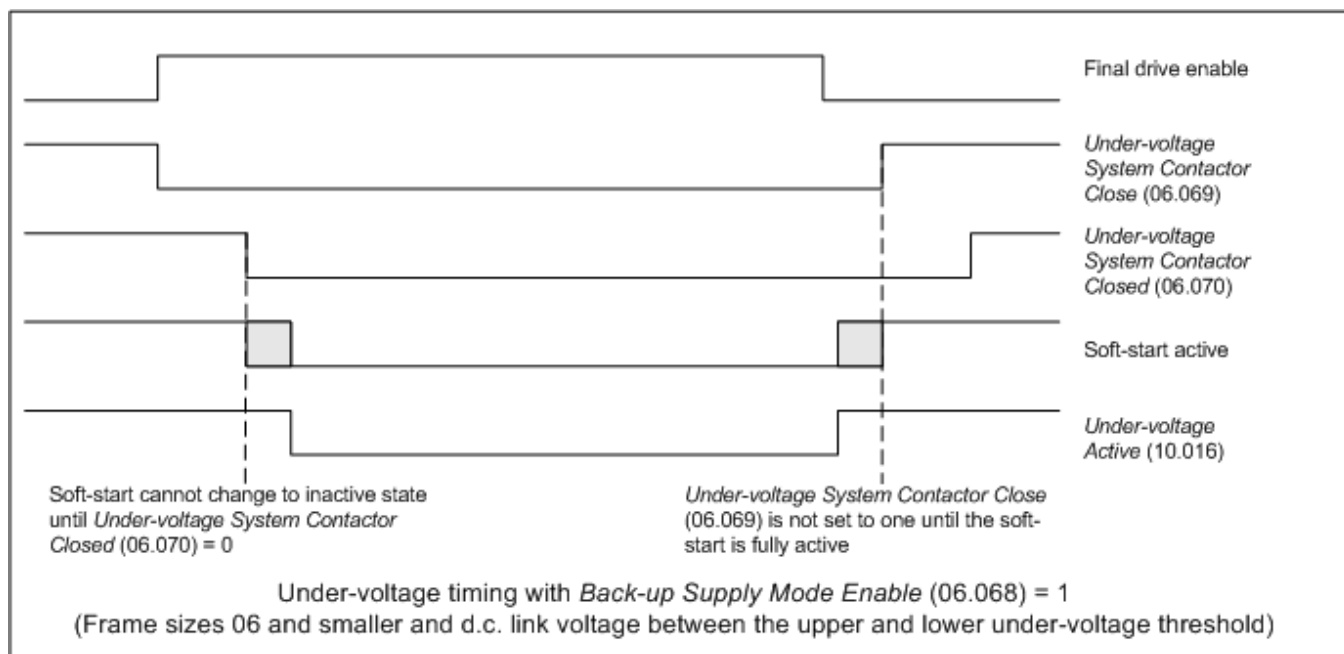 Final drive enable
Under-voltage
System Contactor
Close (06.069)
Under-voltage
System Contactor
Closed (06.070)
Soft-start active
Under-voltage
Active (10.016)
Soft-start cannot change to inactive state
until Under-voltage System Contactor
Closed (06.070) = 0
Under-voltage System Contactor Close
(06.069) is not set to one until the soft-
start is fully active
Under-voltage timing with Back-up Supply Mode Enable (06.068) = 1
(Frame sizes 06 and smaller and d.c. link voltage between the upper and lower under-voltage threshold)